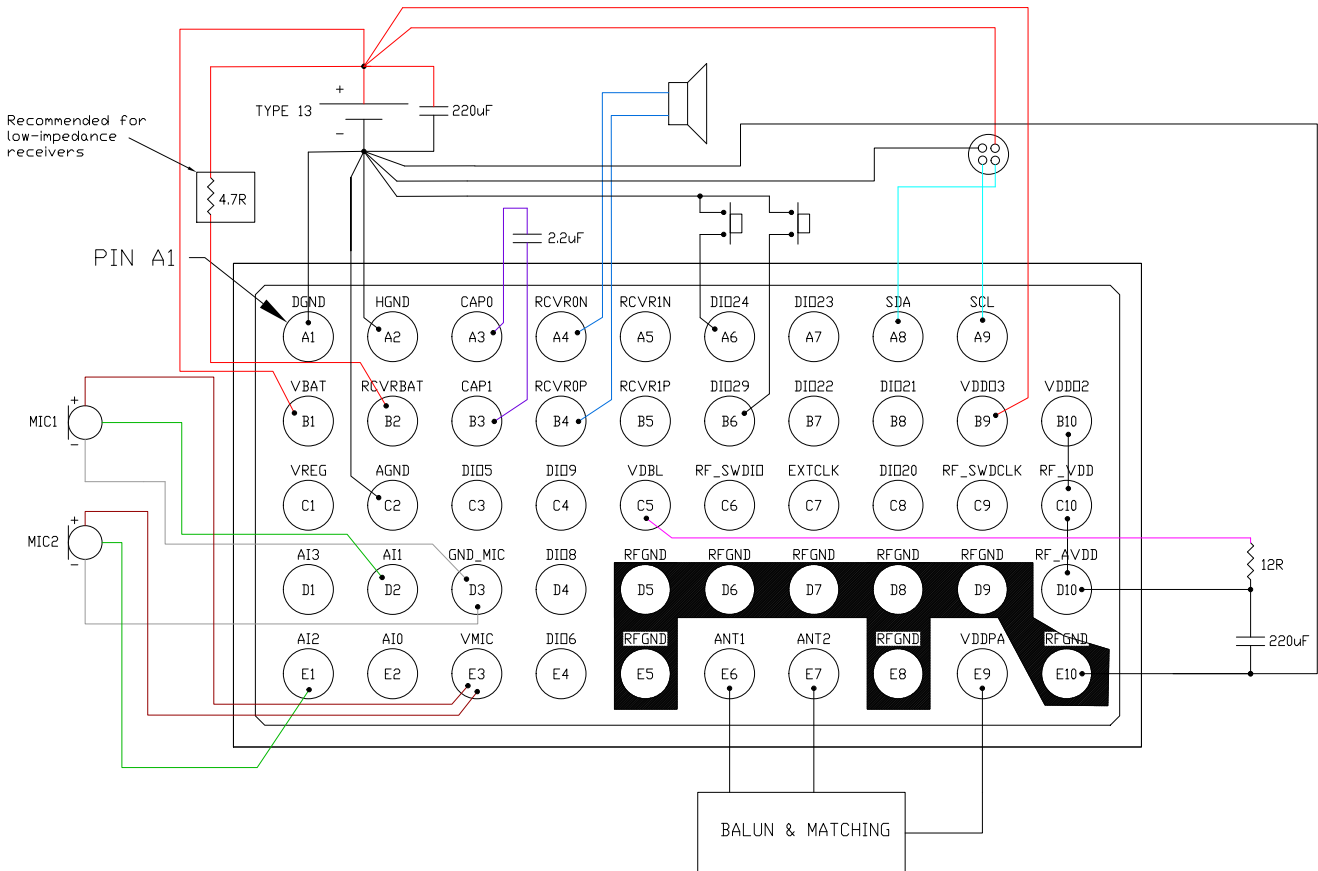 Recommended for
low-impedance
receivers
TYPE 13
+
-
220uF
4.7R
2.2uF
PIN A1
DGND HGND CAP0 RCVR0N RCVR1N DIO24 DIO23 SDA SCL
A1 A2 A3 A4 A5 A6 A7 A8 A9
VBAT RCVRBAT CAP1 RCVR0P RCVR1P DIO29 DIO22 DIO21 VDDO3 VDDO2
B1 B2 B3 B4 B5 B6 B7 B8 B9 B10
MIC1
+
-
VREG AGND DIO5 DIO9 VDBL RF_SWDIO EXTCLK DIO20 RF_SWDCLK RF_VDD
C1 C2 C3 C4 C5 C6 C7 C8 C9 C10
MIC2
+
-
AI3 AI1 GND_MIC DIO8 RFGND RFGND RFGND RFGND RFGND RF_AVDD
D1 D2 D3 D4 D5 D6 D7 D8 D9 D10
12R
AI2 AI0 VMIC DIO6 RFGND ANT1 ANT2 RFGND VDDPA RFGND
E1 E2 E3 E4 E5 E6 E7 E8 E9 E10
220uF
BALUN & MATCHING